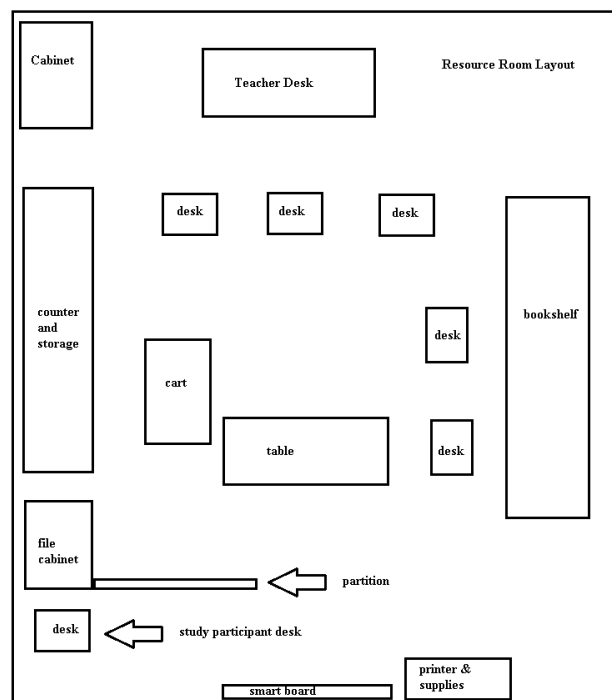 Cabinet
Teacher Desk
Resource Room Layout
desk
desk
desk
counter
and
storage
bookshelf
desk
cart
table
desk
file
cabinet
partition
desk
study participant desk
printer &
supplies
smart board